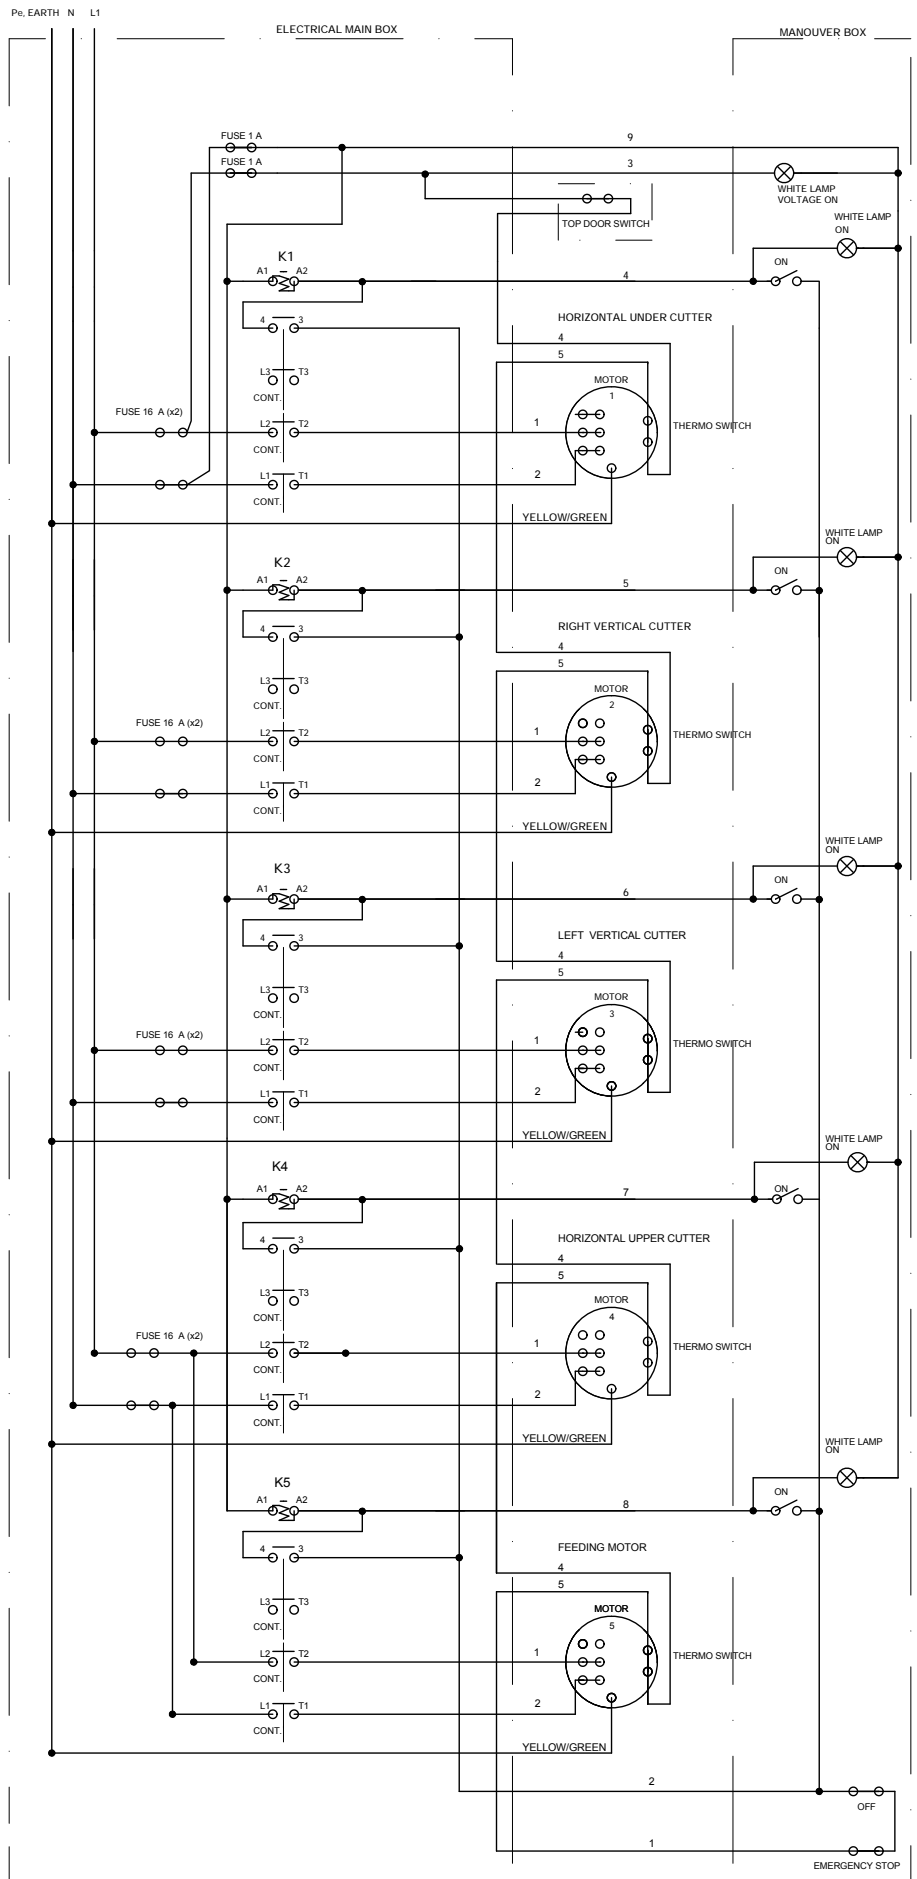 Pe, EARTH N L1
ELECTRICAL MAIN BOX
MANOUVER BOX
FUSE 1 A
9
FUSE 1 A
3
WHITE LAMP
VOLTAGE ON
TOP DOOR SWITCH
WHITE LAMP
ON
K1
A1 A2
4
ON
4 3
HORIZONTAL UNDER CUTTER
4
5
L3 T3
CONT.
MOTOR
1
FUSE 16 A (x2)
L2 T2
CONT.
1
THERMO SWITCH
L1 T1
CONT.
2
YELLOW/GREEN
WHITE LAMP
ON
K2
A1 A2
5
ON
4 3
RIGHT VERTICAL CUTTER
4
5
L3 T3
CONT.
MOTOR
2
FUSE 16 A (x2)
L2 T2
CONT.
1
THERMO SWITCH
L1 T1
CONT.
2
YELLOW/GREEN
WHITE LAMP
ON
K3
A1 A2
6
ON
4 3
LEFT VERTICAL CUTTER
4
5
L3 T3
CONT.
MOTOR
3
FUSE 16 A (x2)
L2 T2
CONT.
1
THERMO SWITCH
L1 T1
CONT.
2
YELLOW/GREEN
WHITE LAMP
ON
K4
A1 A2
7
ON
4 3
HORIZONTAL UPPER CUTTER
4
5
L3 T3
CONT.
MOTOR
4
FUSE 16 A (x2)
L2 T2
CONT.
1
THERMO SWITCH
L1 T1
CONT.
2
YELLOW/GREEN
WHITE LAMP
ON
K5
A1 A2
8
ON
4 3
FEEDING MOTOR
4
5
L3 T3
CONT.
MOTOR
5
L2 T2
CONT.
1
THERMO SWITCH
L1 T1
CONT.
2
YELLOW/GREEN
2
OFF
1
EMERGENCY STOP